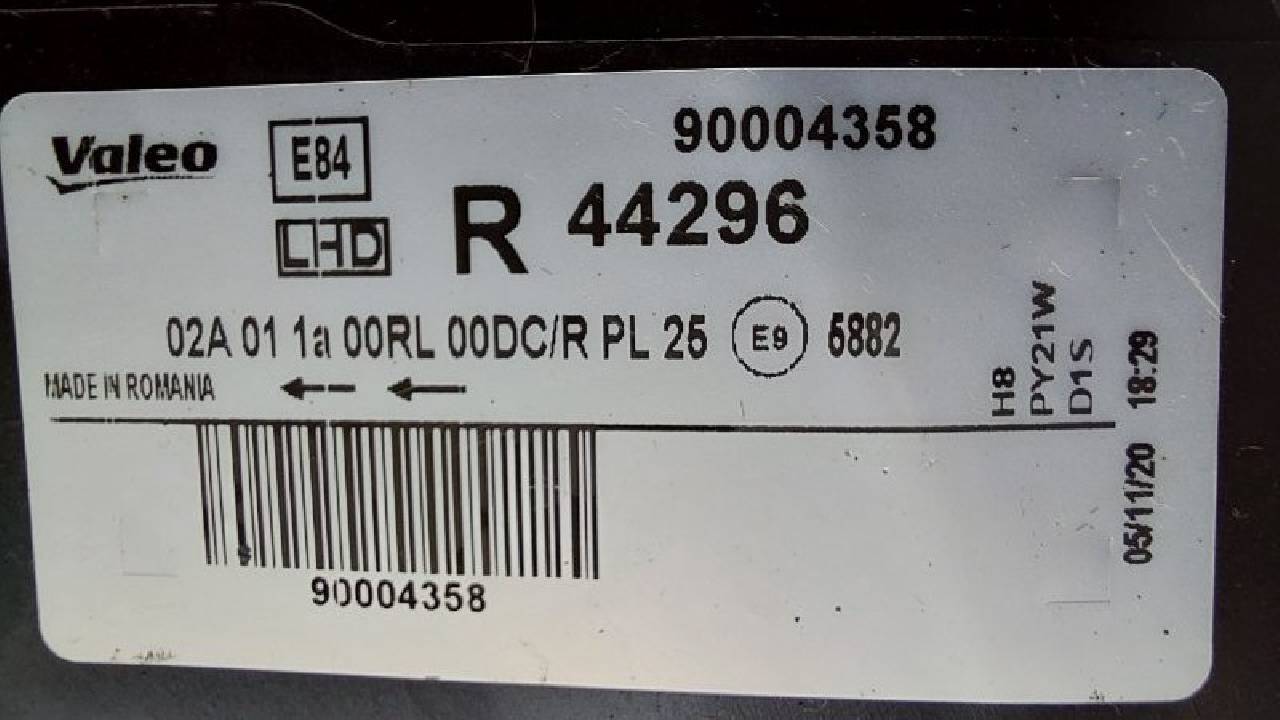 Valeo
E84
90004358
LHD
R 44296
02A 01 1a 00RL 00DC/R PL 25 E9 5882
MADE IN ROMANIA
H8
PY21W
D1S
05/11/20 18:29
90004358